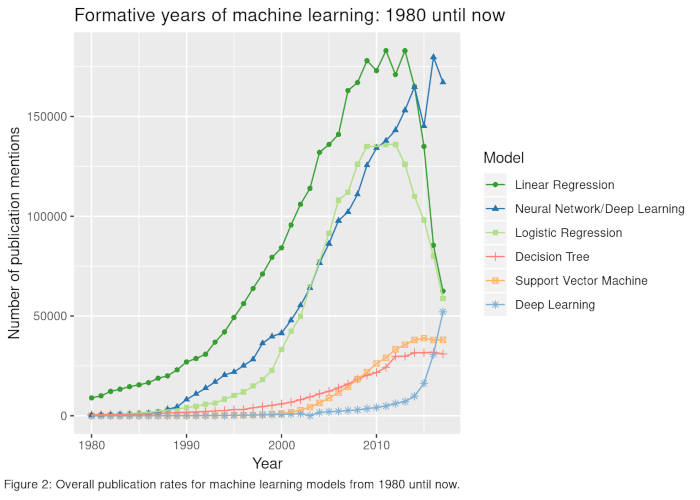 Formative years of machine learning: 1980 until now
Number of publication mentions
150000
100000
50000
0
1980
1990
2000
2010
Year
Model
Linear Regression
Neural Network/Deep Learning
Logistic Regression
Decision Tree
Support Vector Machine
Deep Learning
Figure 2: Overall publication rates for machine learning models from 1980 until now.